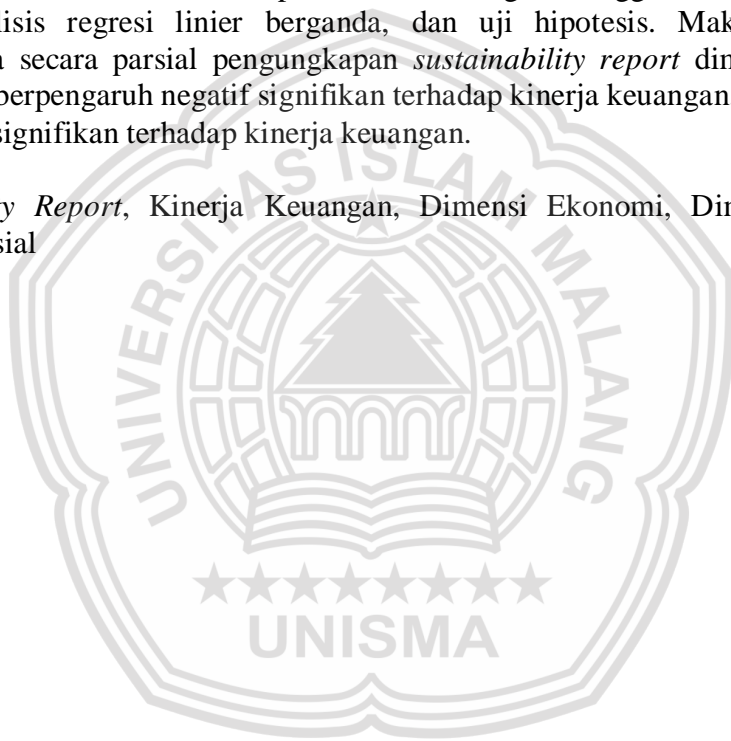 lisis regresi linier berganda, dan uji hipotesis. Mak
a secara parsial pengungkapan sustainability report din
berpengaruh negatif signifikan terhadap kinerja keuangan
signifikan terhadap kinerja keuangan.
y Report, Kinerja Keuangan, Dimensi Ekonomi, Din
sial
UNIVERSITAS ISLAM MALANG
UNISMA